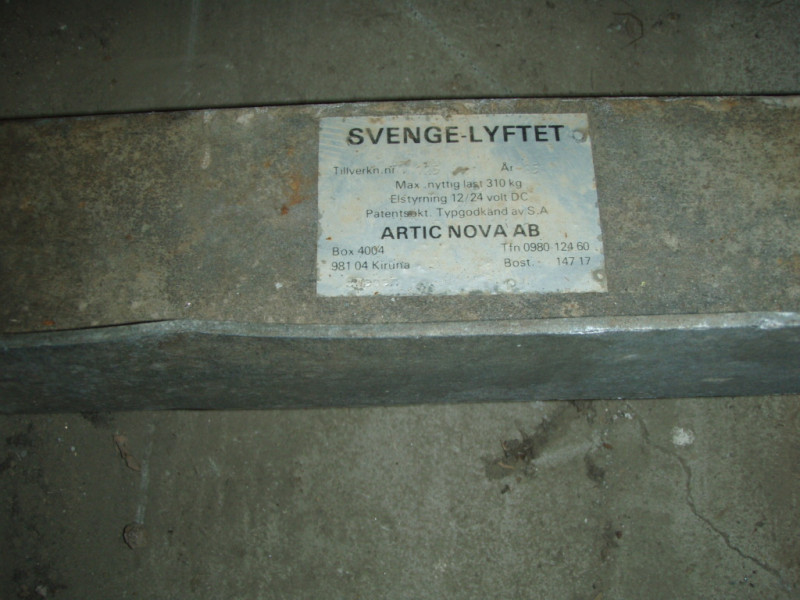 SVENGE-LYFTET
Tillverkn.nr År
Max. nyttig last 310 kg
Elstyrning 12/24 volt DC
Patentsökt. Typgodkänd av S.A
ARTIC NOVA AB
Box 4004 Tfn 0980 124 60
981 04 Kiruna Bost. 147 17